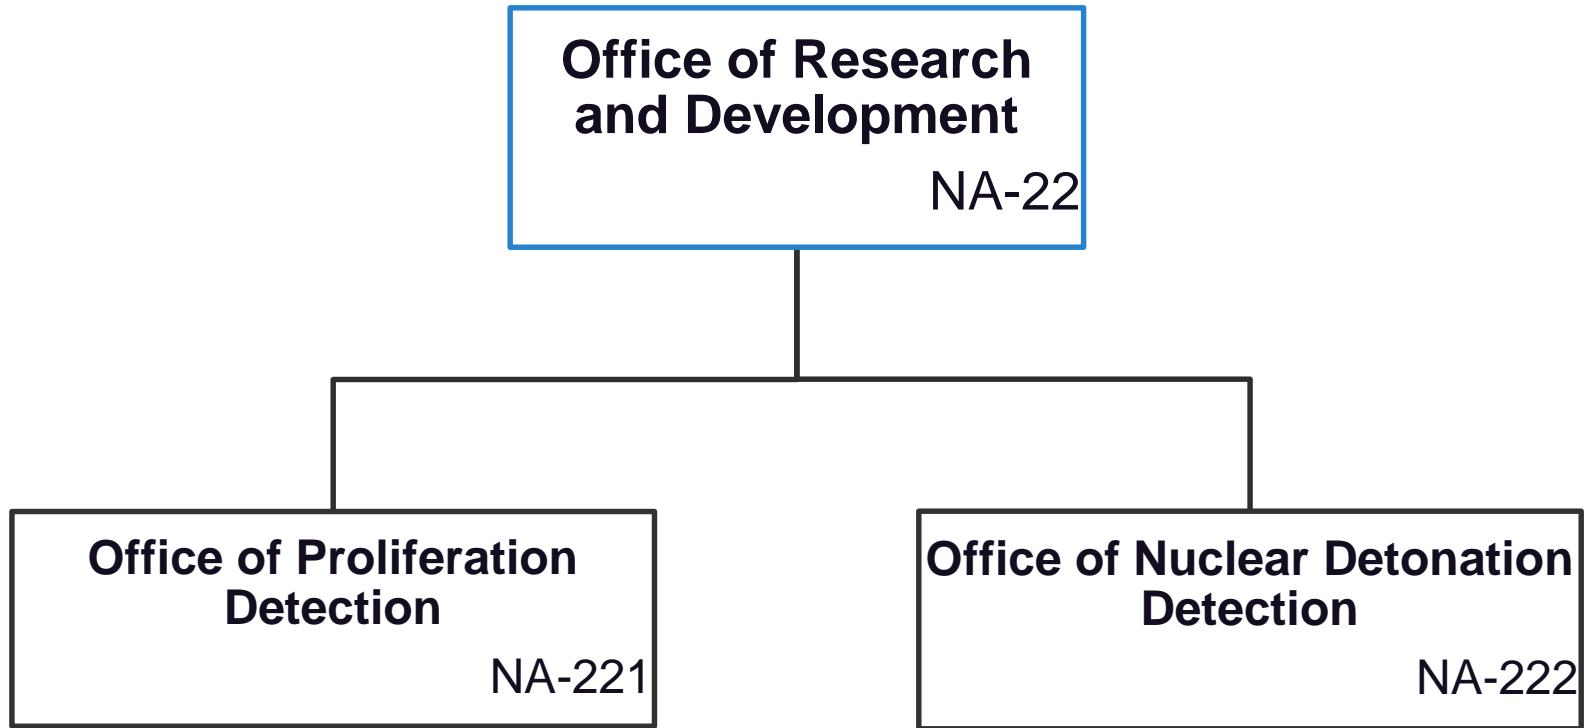 Office of Research
and Development
NA-22
Office of Proliferation
Detection
NA-221
Office of Nuclear Detonation
Detection
NA-222